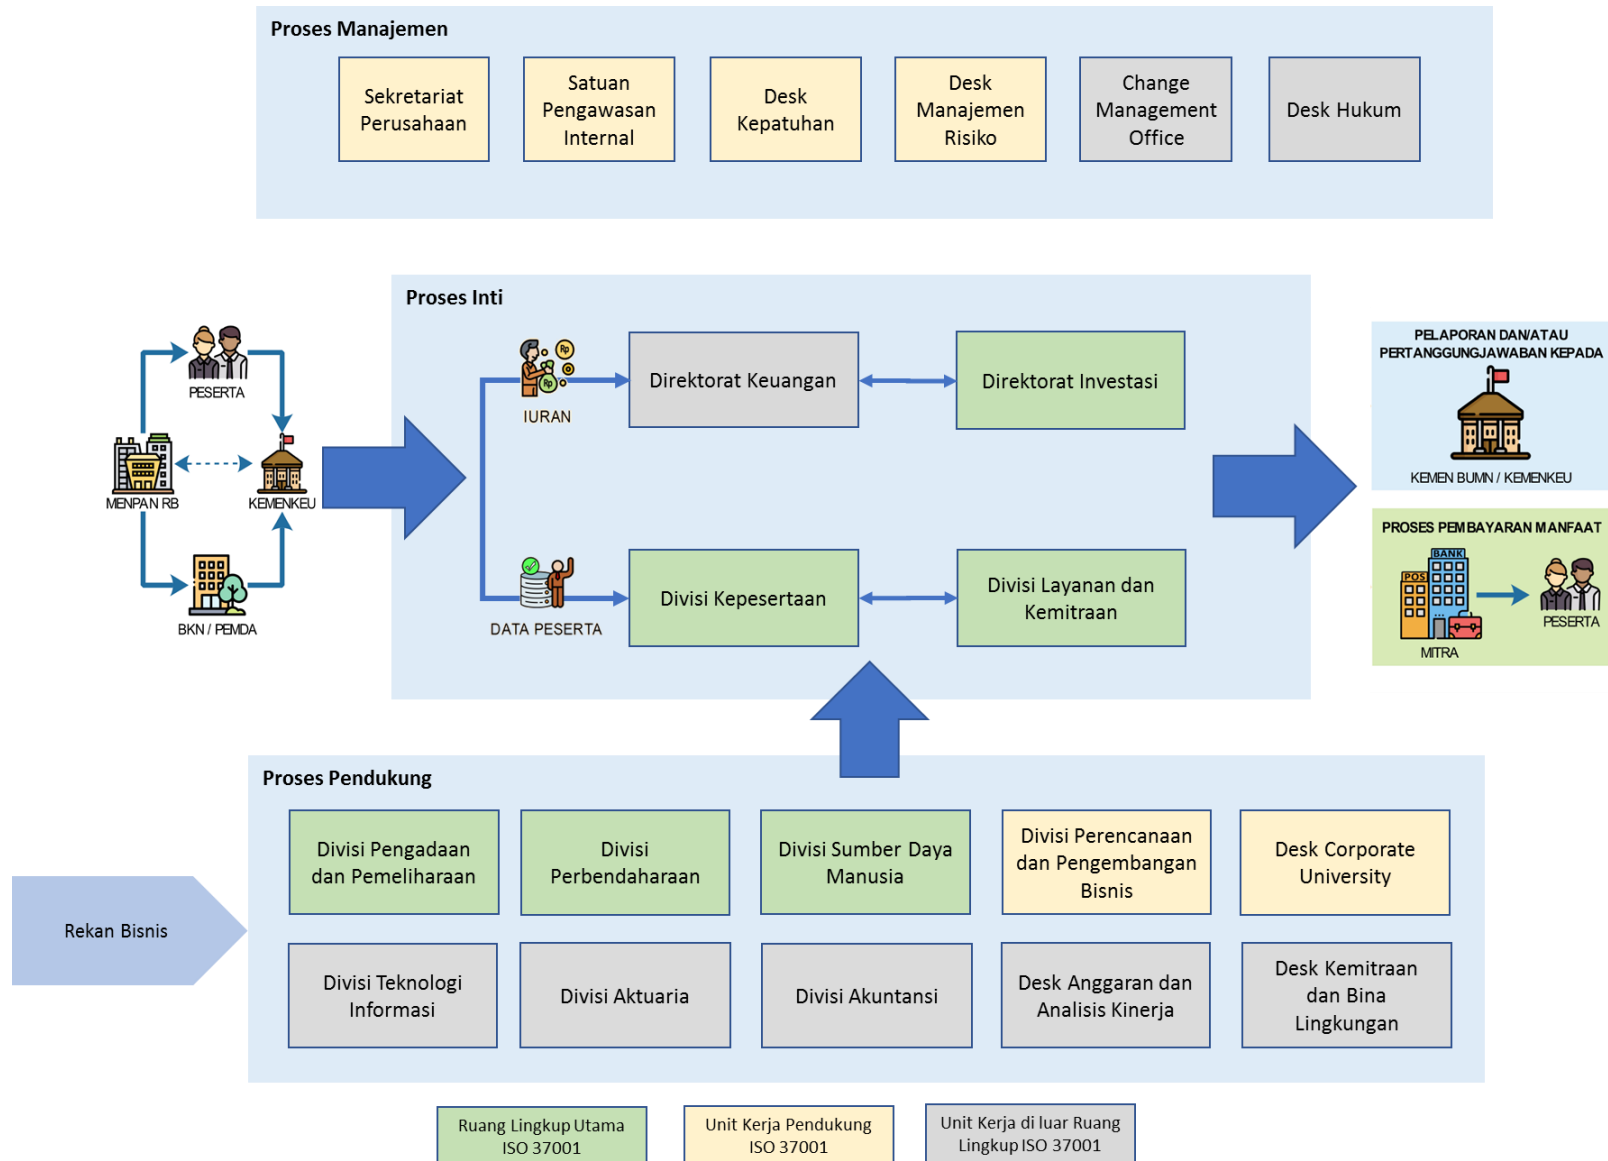 Proses Manajemen
Sekretariat
Perusahaan
Satuan
Pengawasan
Internal
Desk
Kepatuhan
Desk
Manajemen
Risiko
Change
Management
Office
Desk Hukum
Proses Inti
PESERTA
MENPAN RB
KEMENKEU
BKN / PEMDA
Rp
Rp
IURAN
Direktorat Keuangan
Direktorat Investasi
DATA PESERTA
Divisi Kepesertaan
Divisi Layanan dan
Kemitraan
PELAPORAN DAN/ATAU
PERTANGGUNGJAWABAN KEPADA
KEMEN BUMN / KEMENKEU
PROSES PEMBAYARAN MANFAAT
BANK
POS
MITRA
PESERTA
Proses Pendukung
Rekan Bisnis
Divisi Pengadaan
dan Pemeliharaan
Divisi
Perbendaharaan
Divisi Sumber Daya
Manusia
Divisi Perencanaan
dan Pengembangan
Bisnis
Desk Corporate
University
Divisi Teknologi
Informasi
Divisi Aktuaria
Divisi Akuntansi
Desk Anggaran dan
Analisis Kinerja
Desk Kemitraan
dan Bina
Lingkungan
Ruang Lingkup Utama
ISO 37001
Unit Kerja Pendukung
ISO 37001
Unit Kerja di luar Ruang
Lingkup ISO 37001